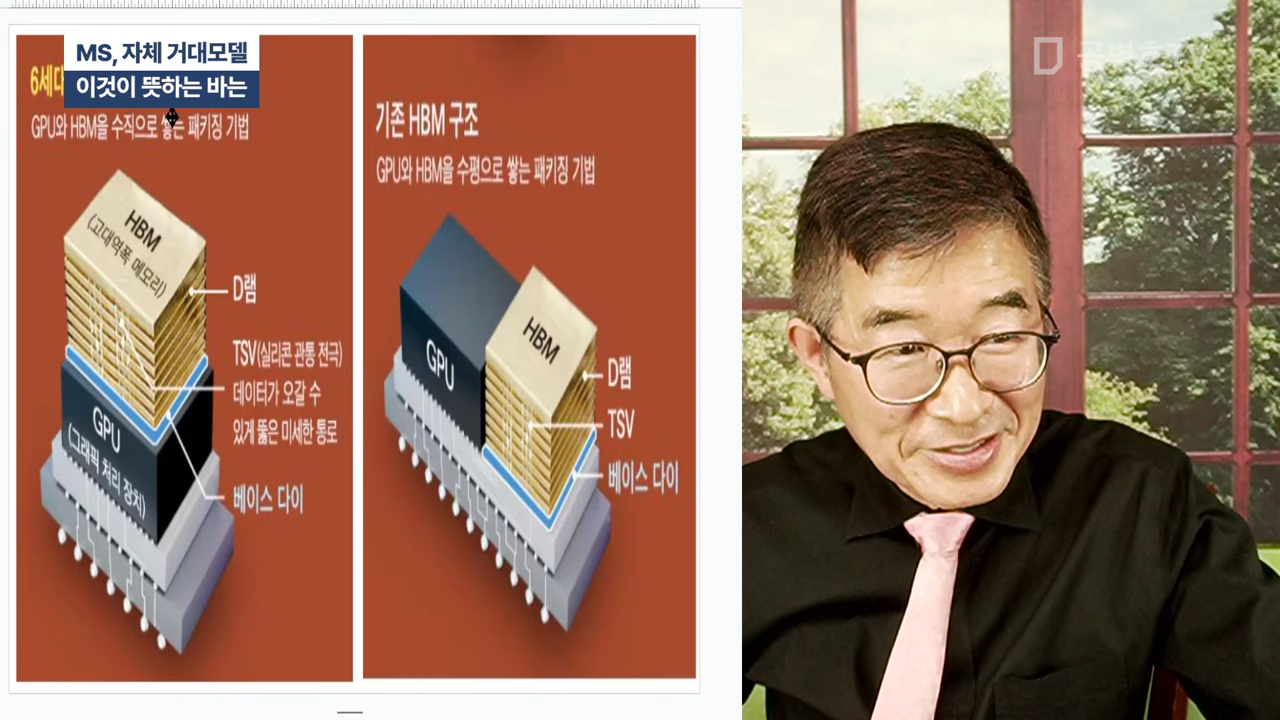 MS, 자체 거대모델
이것이 뜻하는 바는
6세대
GPU와 HBM을 수직으로 쌓는 패키징 기법
HBM
(고대역폭 메모리)
D램
TSV(실리콘 관통 전극)
데이터가 오갈 수
있게 뚫은 미세한 통로
GPU
(그래픽 처리 장치)
베이스 다이
기존 HBM 구조
GPU와 HBM을 수평으로 쌓는 패키징 기법
GPU
HBM
D램
TSV
베이스 다이
공병호TV